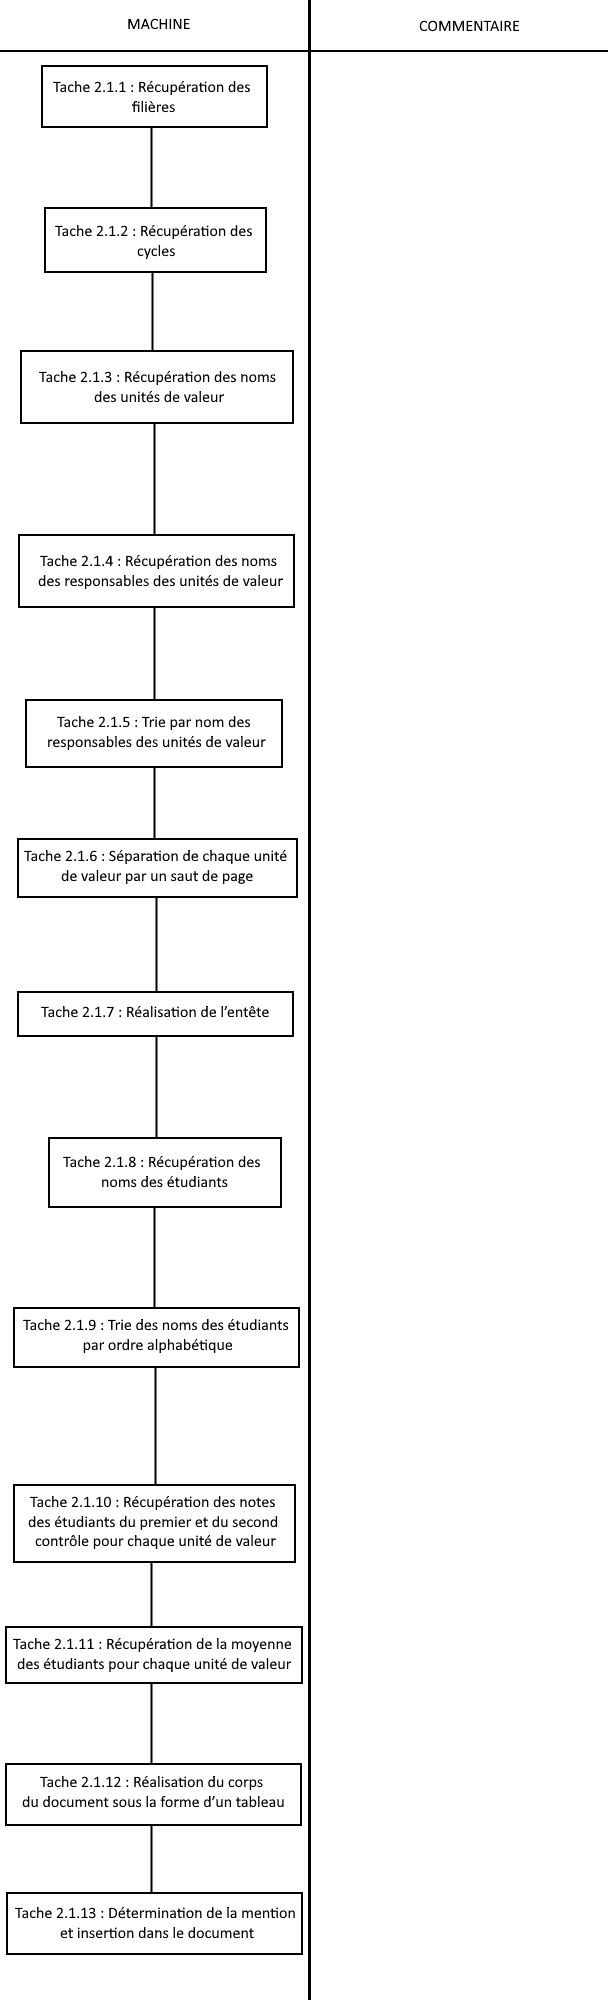 MACHINE
COMMENTAIRE
Tache 2.1.1 : Récupération des
filières
Tache 2.1.2 : Récupération des
cycles
Tache 2.1.3 : Récupération des noms
des unités de valeur
Tache 2.1.4 : Récupération des noms
des responsables des unités de valeur
Tache 2.1.5 : Trie par nom des
responsables des unités de valeur
Tache 2.1.6 : Séparation de chaque unité
de valeur par un saut de page
Tache 2.1.7 : Réalisation de l’entête
Tache 2.1.8 : Récupération des
noms des étudiants
Tache 2.1.9 : Trie des noms des étudiants
par ordre alphabétique
Tache 2.1.10 : Récupération des notes
des étudiants du premier et du second
contrôle pour chaque unité de valeur
Tache 2.1.11 : Récupération de la moyenne
des étudiants pour chaque unité de valeur
Tache 2.1.12 : Réalisation du corps
du document sous la forme d’un tableau
Tache 2.1.13 : Détermination de la mention
et insertion dans le document